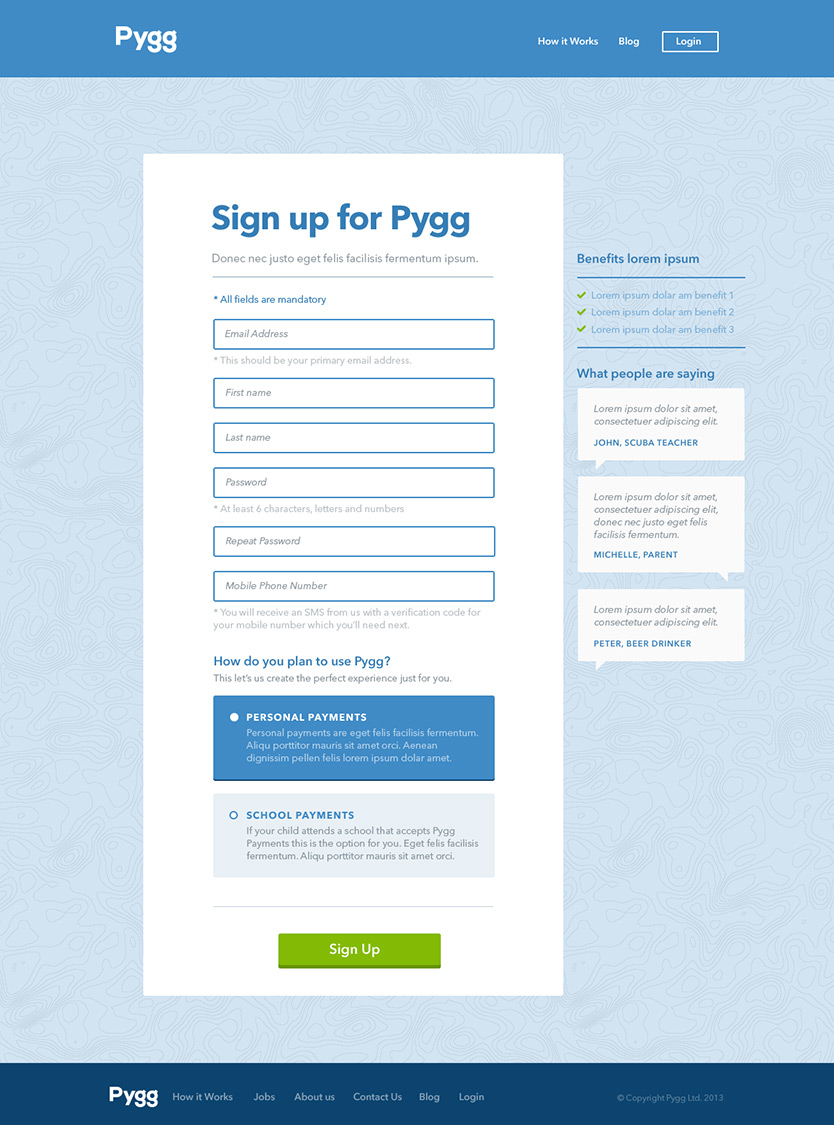 Pygg
How it Works
Blog
Login
Sign up for Pygg
Donec nec justo eget felis facilisis fermentum ipsum.
* All fields are mandatory
Email Address
* This should be your primary email address.
First name
Last name
Password
* At least 6 characters, letters and numbers
Repeat Password
Mobile Phone Number
* You will receive an SMS from us with a verification code for
your mobile number which you'll need next.
How do you plan to use Pygg?
This let's us create the perfect experience just for you.
PERSONAL PAYMENTS
Personal payments are eget felis facilisis fermentum.
Aliqu porttitor mauris sit amet orci. Aenean
dignissim pellen felis lorem ipsum dolar amet.
SCHOOL PAYMENTS
If your child attends a school that accepts Pygg
Payments this is the option for you. Eget felis facilisis
fermentum. Aliqu porttitor mauris sit amet orci.
Sign Up
Benefits lorem ipsum
Lorem ipsum dolar am benefit 1
Lorem ipsum dolar am benefit 2
Lorem ipsum dolar am benefit 3
What people are saying
Lorem ipsum dolor sit amet,
consectetuer adipiscing elit.
JOHN, SCUBA TEACHER
Lorem ipsum dolor sit amet,
consectetuer adipiscing elit,
donec nec justo eget felis
facilisis fermentum.
MICHELLE, PARENT
Lorem ipsum dolor sit amet,
consectetuer adipiscing elit.
PETER, BEER DRINKER
Pygg
How it Works
Jobs
About us
Contact Us
Blog
Login
© Copyright Pygg Ltd. 2013